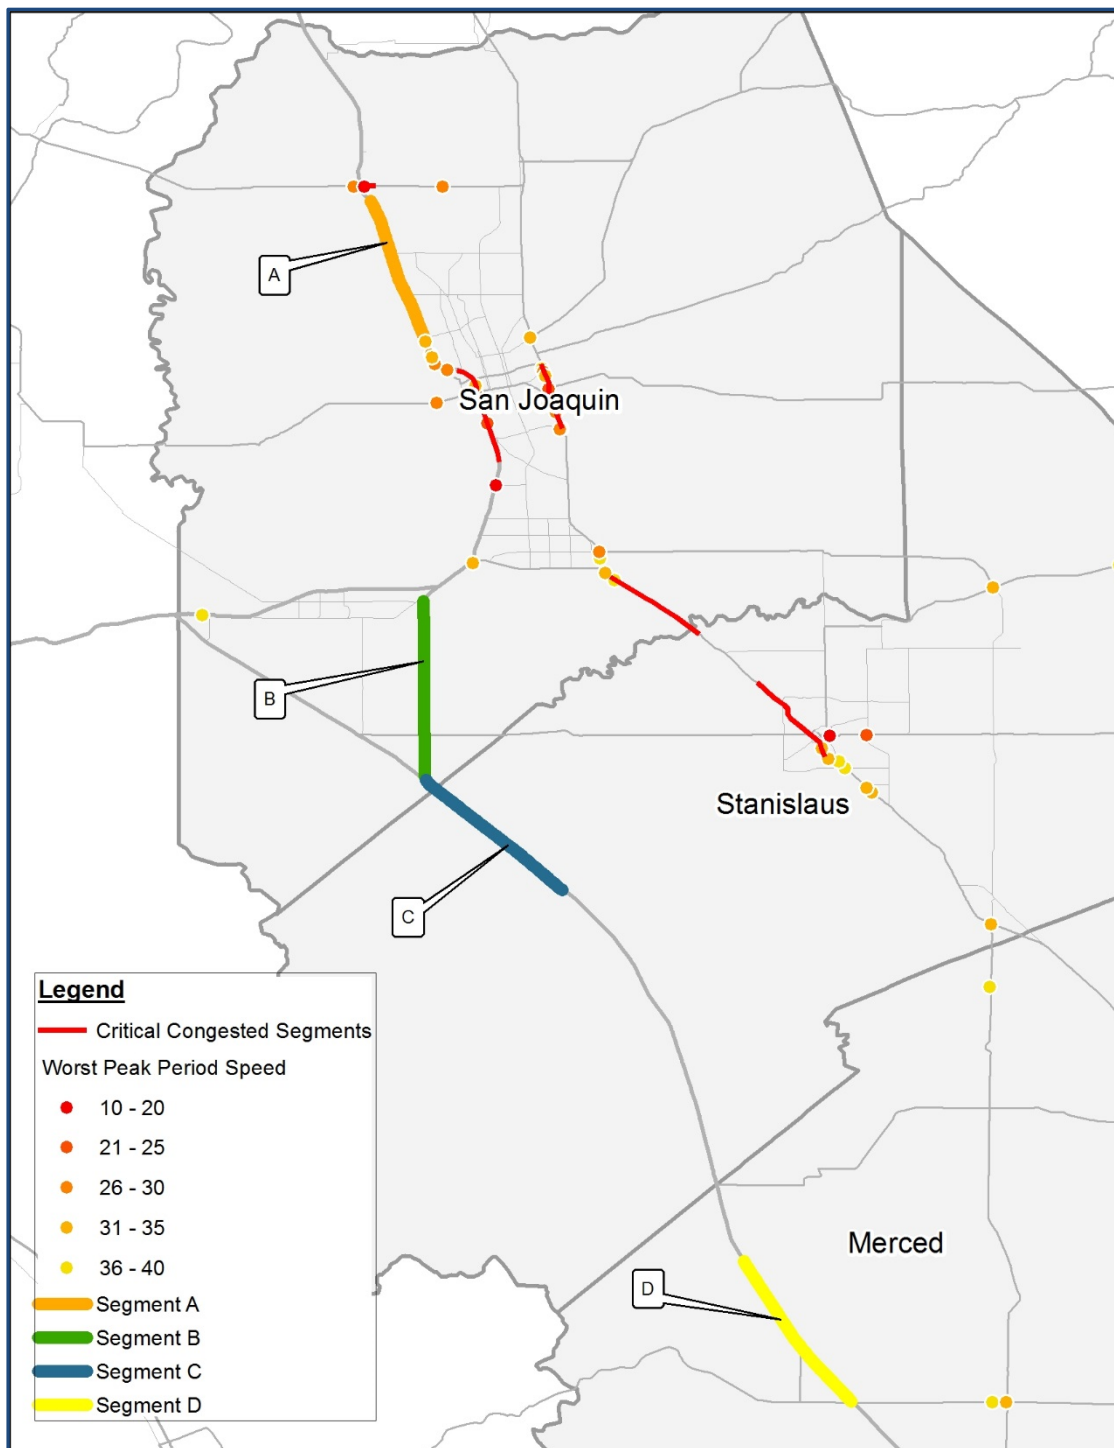 A
San Joaquin
B
Stanislaus
C
Legend
Critical Congested Segments
Worst Peak Period Speed
10 - 20
21 - 25
26 - 30
31 - 35
36 - 40
Segment A
Segment B
Segment C
Segment D
Merced
D